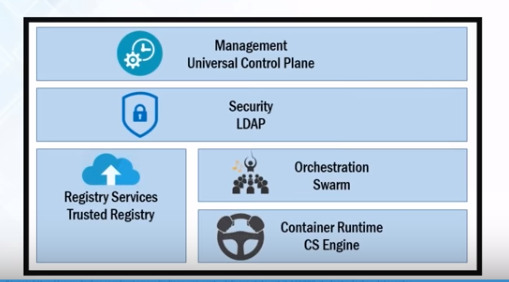 Management
Universal Control Plane
Security
LDAP
Registry Services
Trusted Registry
Orchestration
Swarm
Container Runtime
CS Engine